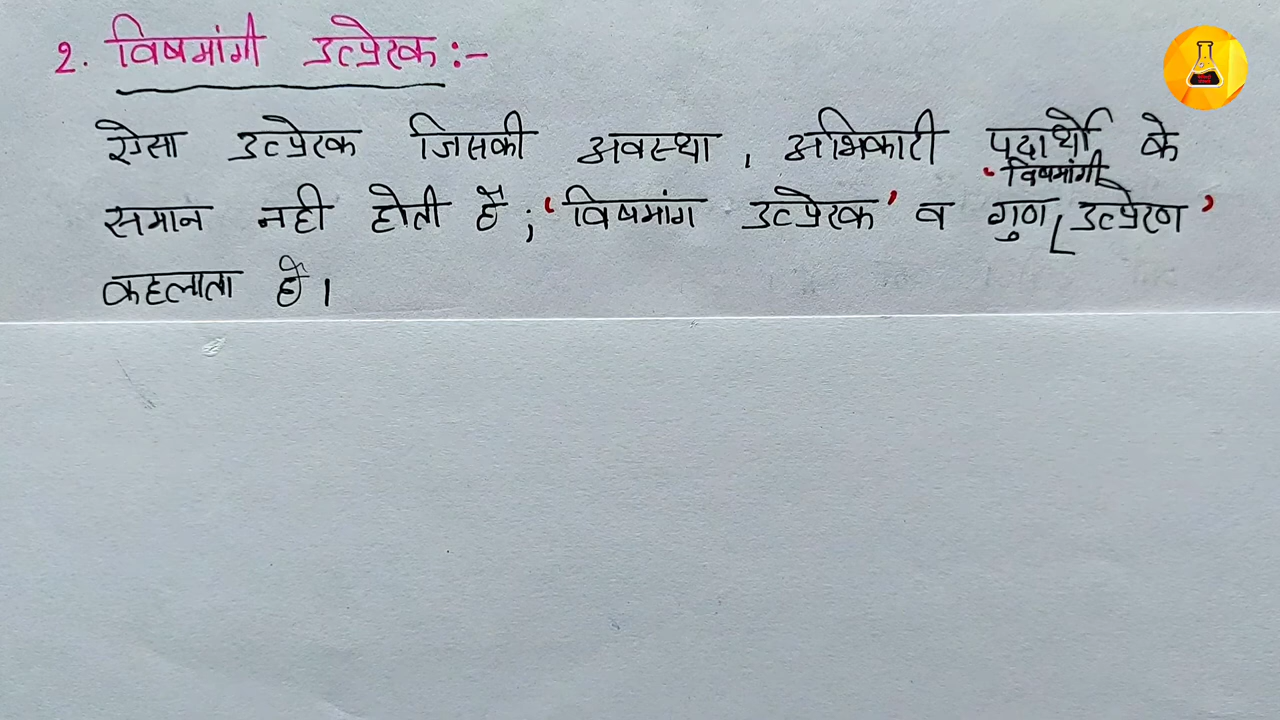 2. विषमांगी उत्प्रेरक :-
ऐसा उत्प्रेरक जिसकी अवस्था , अभिकारी पदार्थो के
समान नही होती है ; ' विषमांग उत्प्रेरक ' व गुण ' विषमांगी उत्प्रेरण '
कहलाता है ।